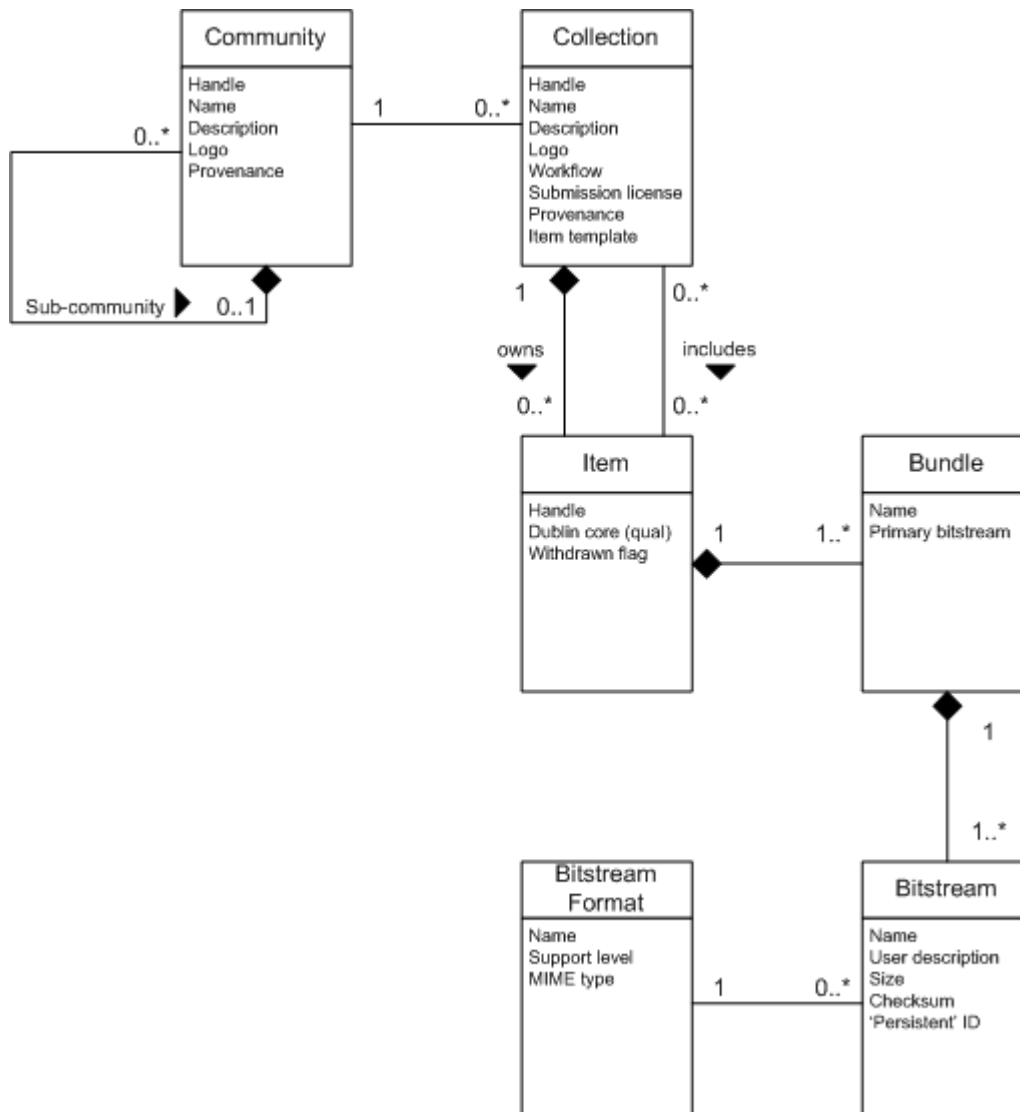 Community
Handle
Name
Description
Logo
Provenance
1
0..*
0..*
Sub-community
0..1
Collection
Handle
Name
Description
Logo
Workflow
Submission license
Provenance
Item template
1
0..*
owns
includes
0..*
0..*
Item
Handle
Dublin core (qual)
Withdrawn flag
1
1..*
Bundle
Name
Primary bitstream
1
1..*
Bitstream
Format
Name
Support level
MIME type
1
0..*
Bitstream
Name
User description
Size
Checksum
‘Persistent’ ID